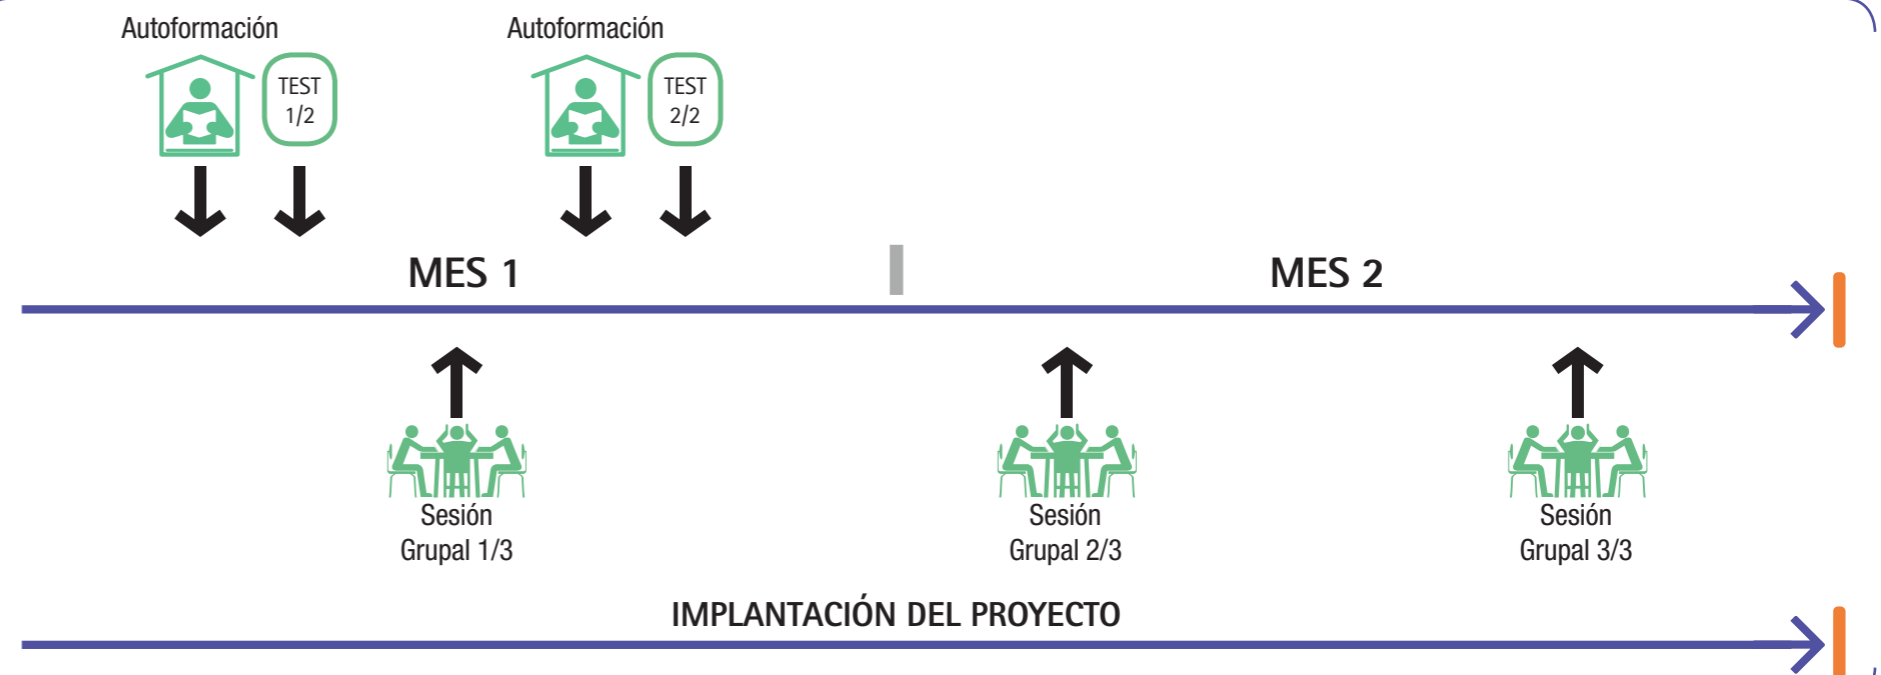 Autoformación
Autoformación
TEST
1/2
TEST
2/2
MES 1
MES 2
Sesión
Grupal 1/3
Sesión
Grupal 2/3
Sesión
Grupal 3/3
IMPLANTACIÓN DEL PROYECTO